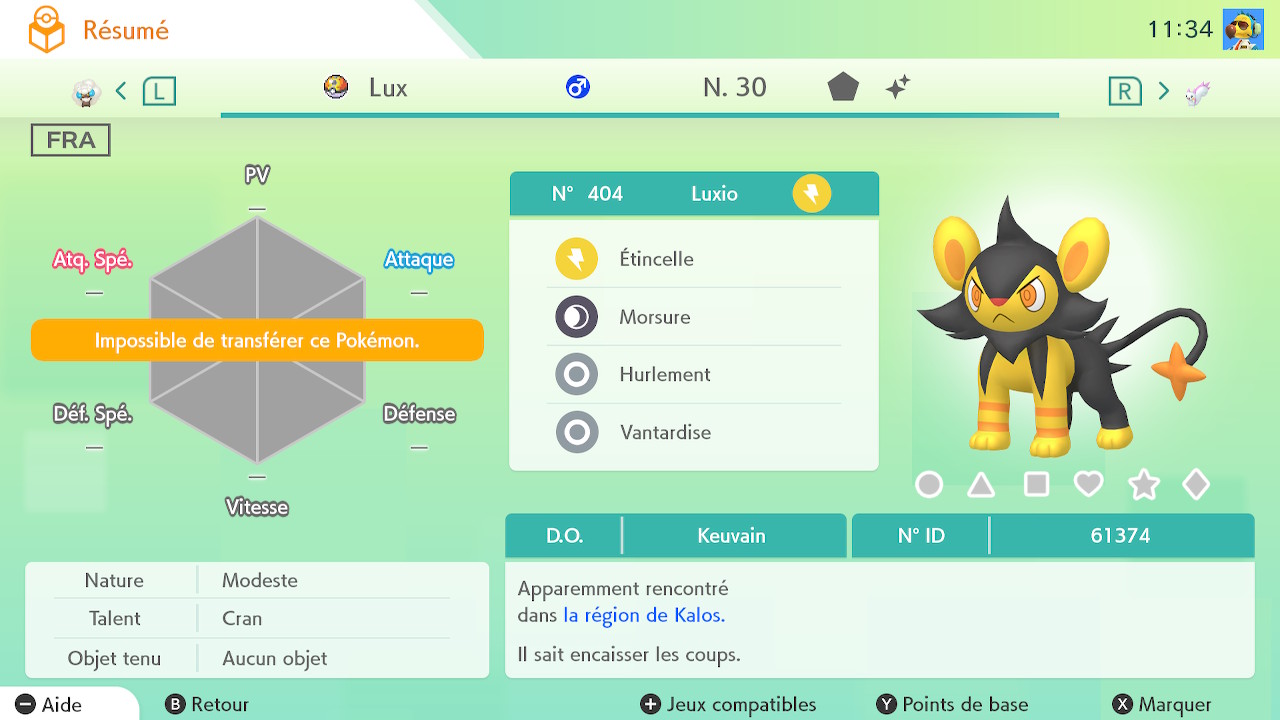 Résumé
11:34
L
Lux
N. 30
R
FRA
PV
—
Atq. Spé.
—
Attaque
—
Impossible de transférer ce Pokémon.
Déf. Spé.
—
Défense
—
—
Vitesse
N° 404 Luxio
Étincelle
Morsure
Hurlement
Vantardise
D.O. Keuvain
N° ID 61374
Nature Modeste
Talent Cran
Objet tenu Aucun objet
Apparemment rencontré
dans la région de Kalos.
Il sait encaisser les coups.
Aide
B Retour
Jeux compatibles
Y Points de base
X Marquer